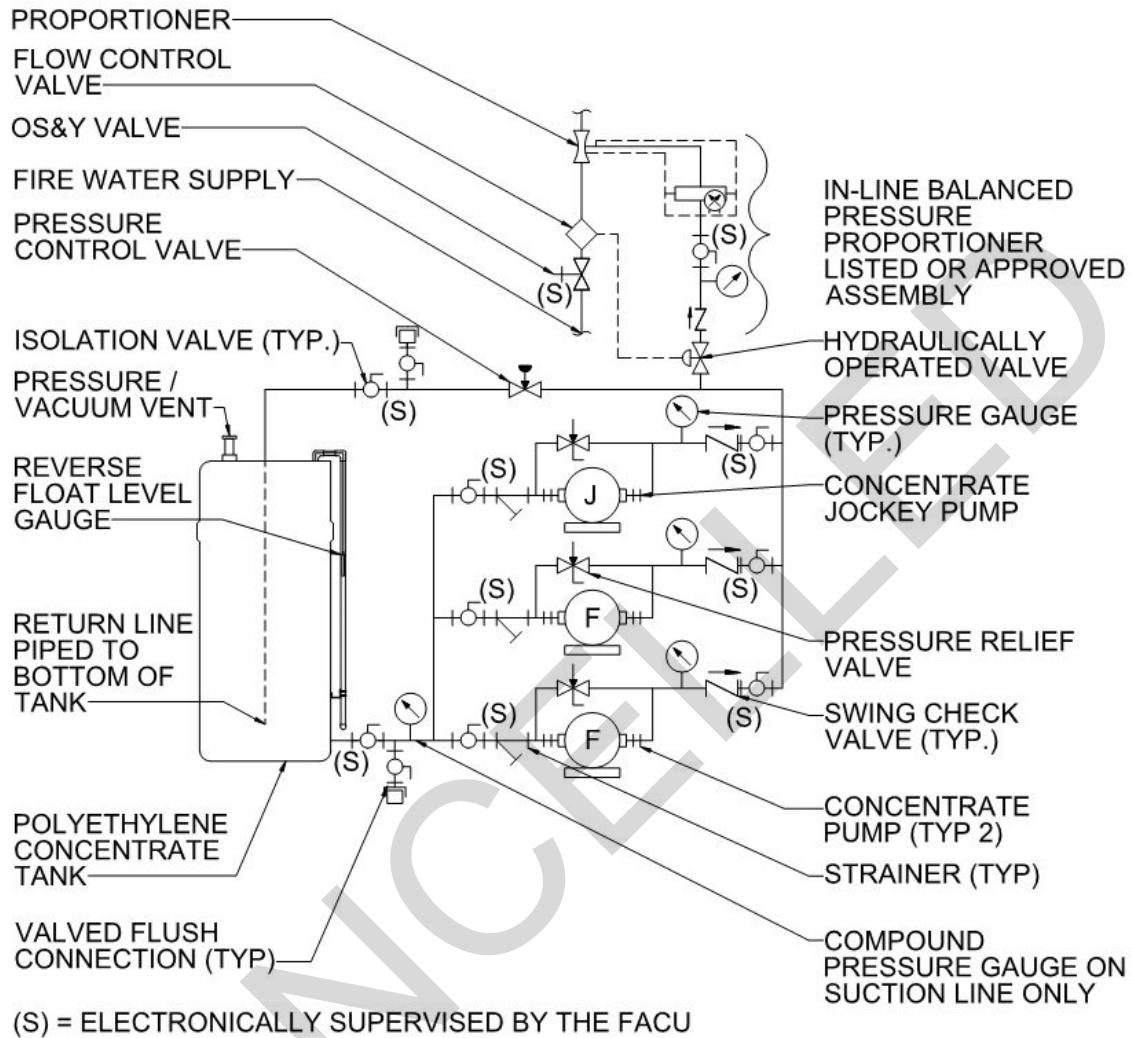 PROPORTIONER
FLOW CONTROL
VALVE
OS&Y VALVE
FIRE WATER SUPPLY
PRESSURE
CONTROL VALVE
ISOLATION VALVE (TYP.)
PRESSURE /
VACUUM VENT
REVERSE
FLOAT LEVEL
GAUGE
RETURN LINE
PIPED TO
BOTTOM OF
TANK
POLYETHYLENE
CONCENTRATE
TANK
VALVED FLUSH
CONNECTION (TYP)
(S)
(S)
(S)
(S)
(S)
J
(S)
(S)
F
(S)
(S)
(S)
F
(S)
IN-LINE BALANCED
PRESSURE
PROPORTIONER
LISTED OR APPROVED
ASSEMBLY
HYDRAULICALLY
OPERATED VALVE
PRESSURE GAUGE
(TYP.)
CONCENTRATE
JOCKEY PUMP
PRESSURE RELIEF
VALVE
SWING CHECK
VALVE (TYP.)
CONCENTRATE
PUMP (TYP 2)
STRAINER (TYP)
COMPOUND
PRESSURE GAUGE ON
SUCTION LINE ONLY
(S) = ELECTRONICALLY SUPERVISED BY THE FACU
NCELLED